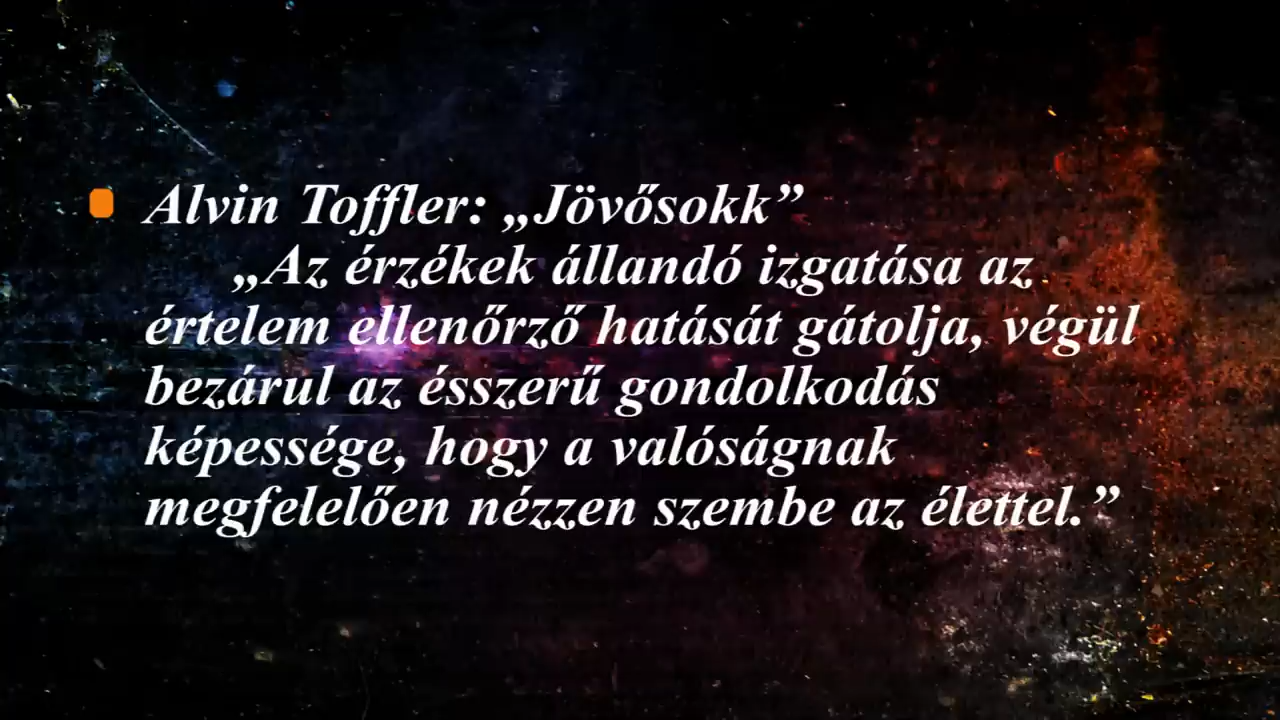 Alvin Toffler: „Jövősokk”
„Az érzékek állandó izgatása az
értelem ellenőrző hatását gátolja, végül
bezárul az ésszerű gondolkodás
képessége, hogy a valóságnak
megfelelően nézzen szembe az élettel.”